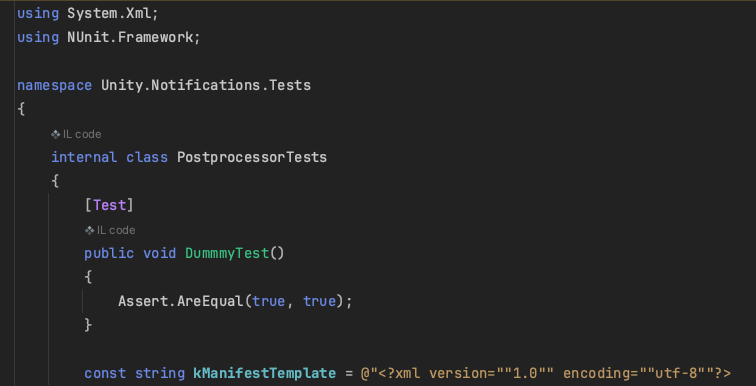 using System.Xml;
using NUnit.Framework;
namespace Unity.Notifications.Tests
{
IL code
internal class PostprocessorTests
{
[Test]
IL code
public void DummmyTest()
{
Assert.AreEqual(true, true);
}
const string kManifestTemplate = @"<?xml version=""1.0"" encoding=""utf-8""?>